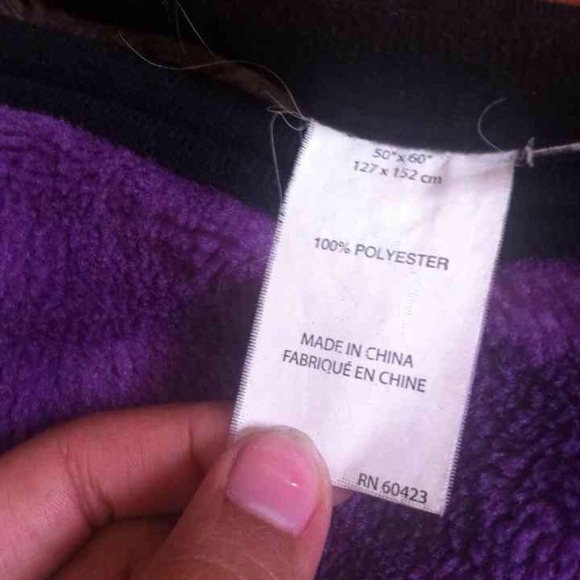 50"x 60"
127 x 152 cm
100% POLYESTER
MADE IN CHINA
FABRIQUÉ EN CHINE
RN 60423